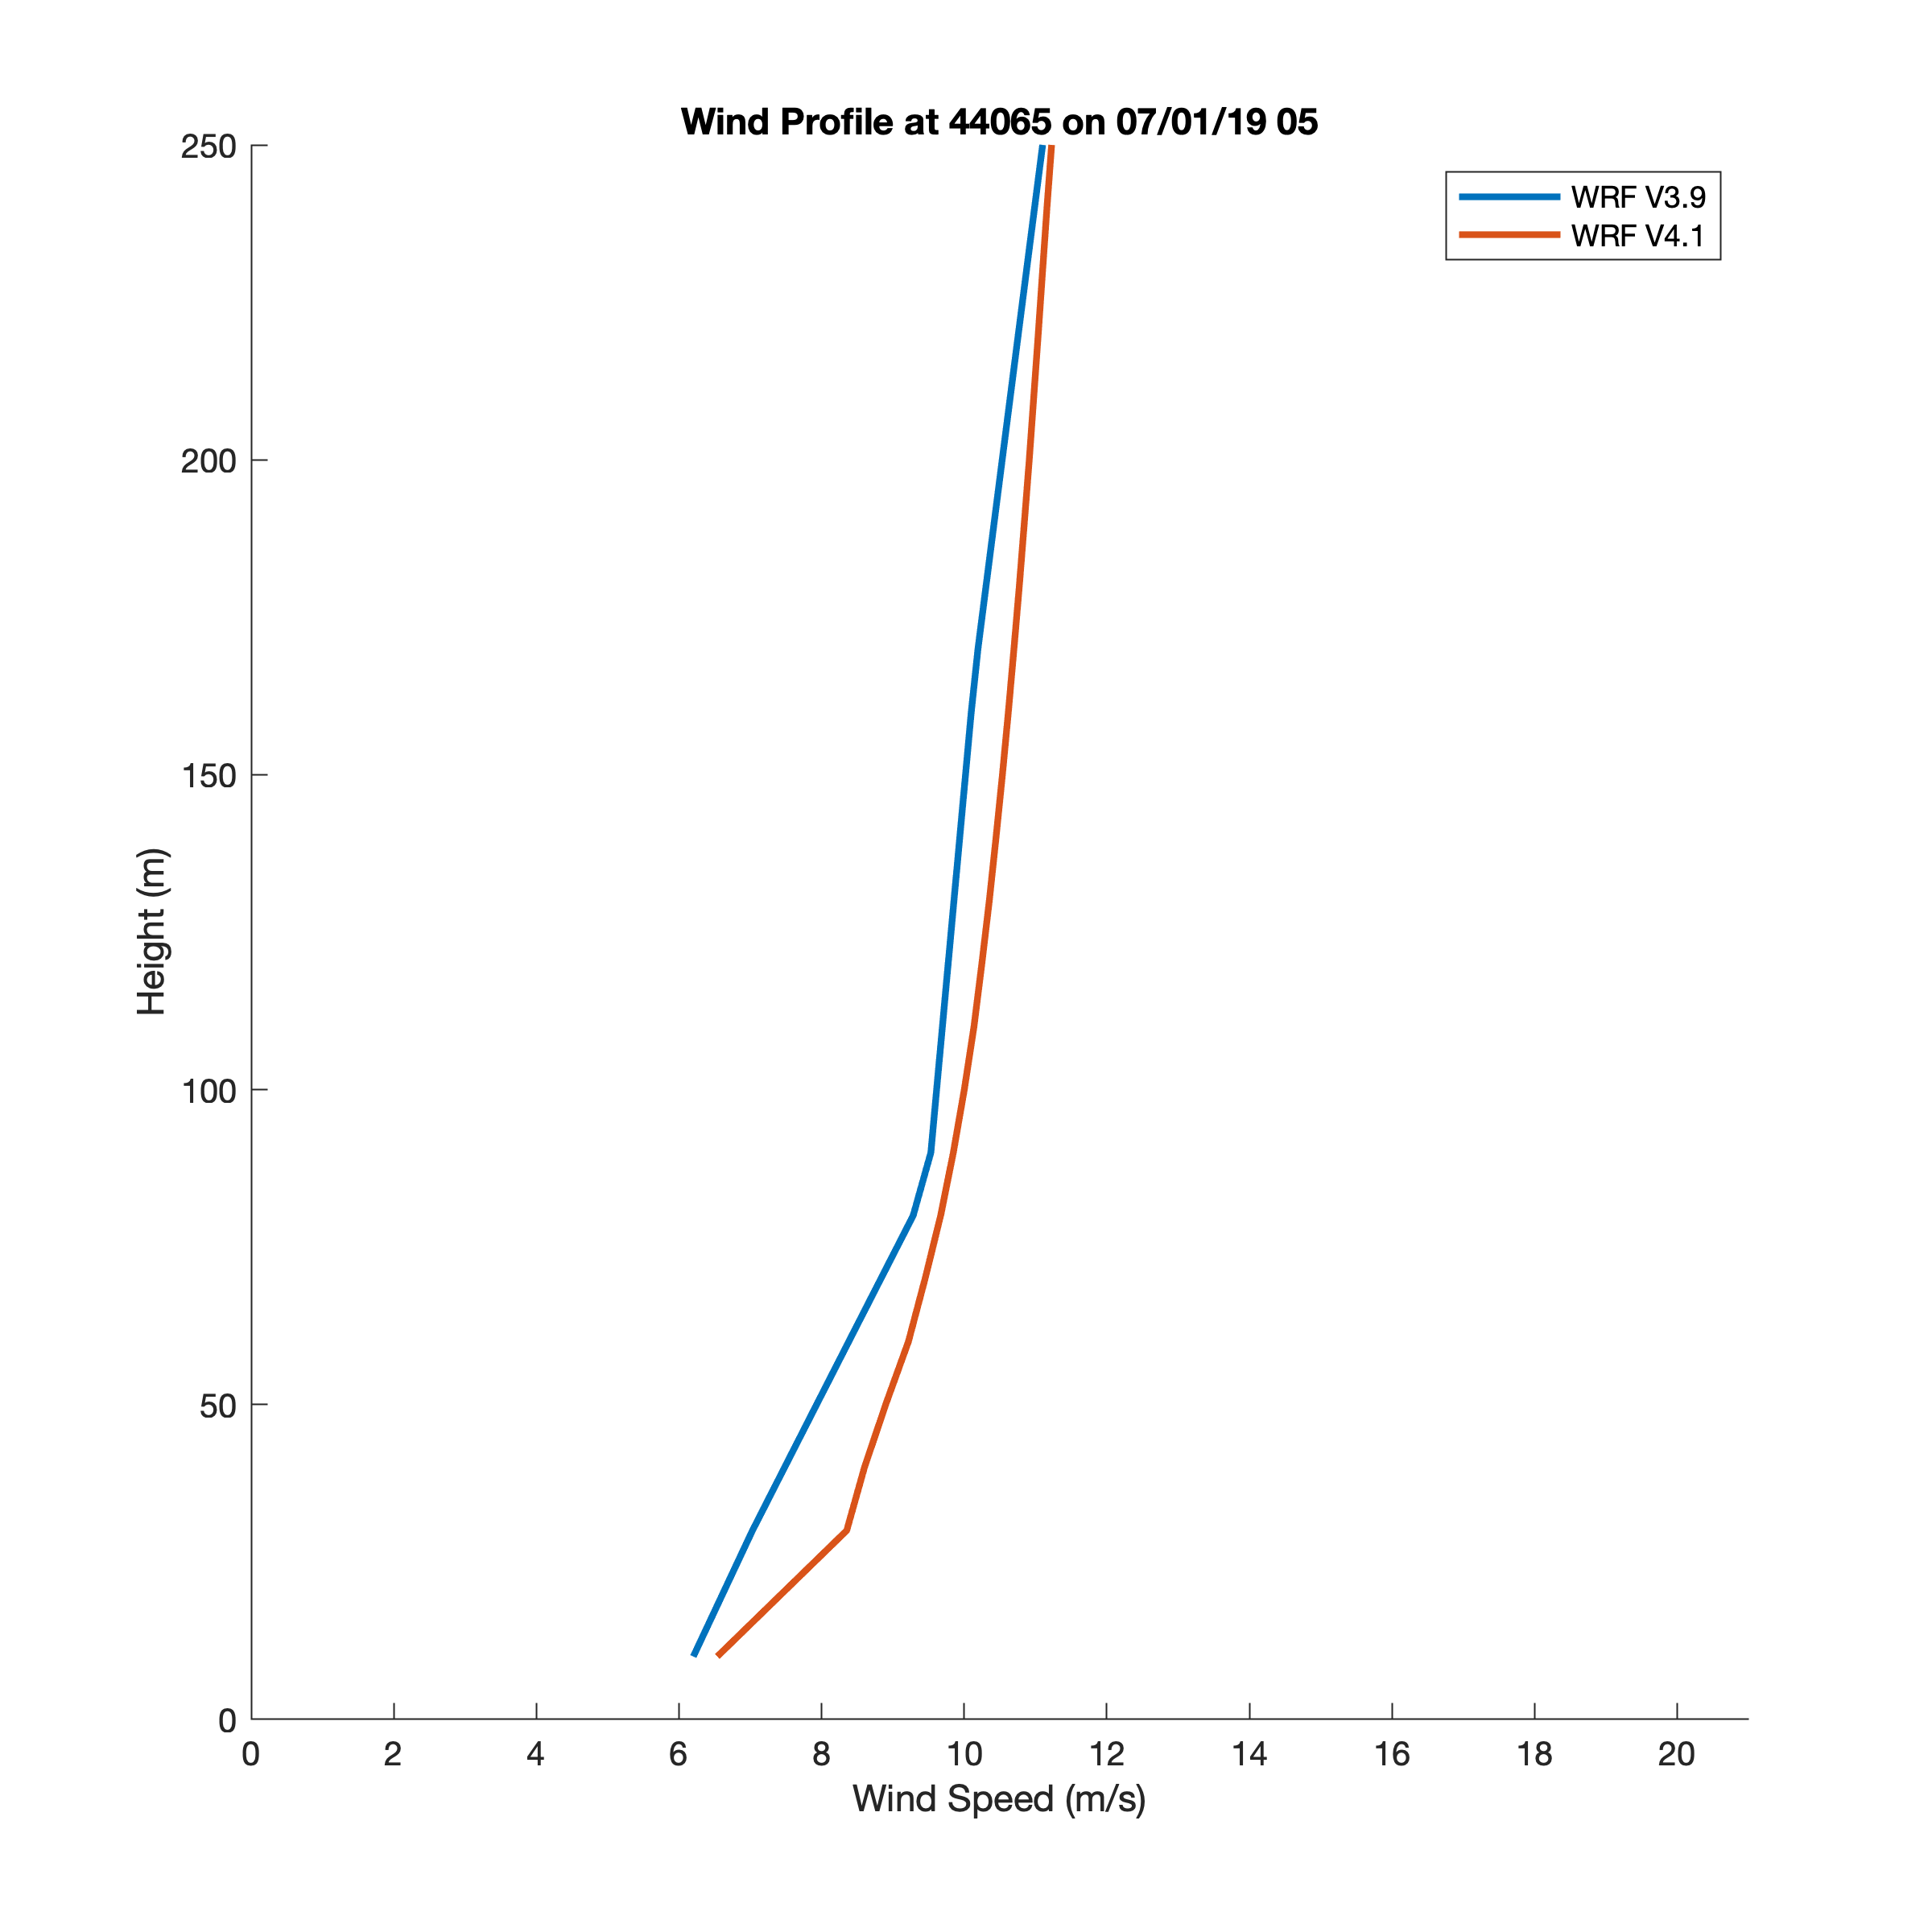 Wind Profile at 44065 on 07/01/19 05
WRF V3.9
WRF V4.1
250
200
150
100
50
0
Height (m)
0 2 4 6 8 10 12 14 16 18 20
Wind Speed (m/s)